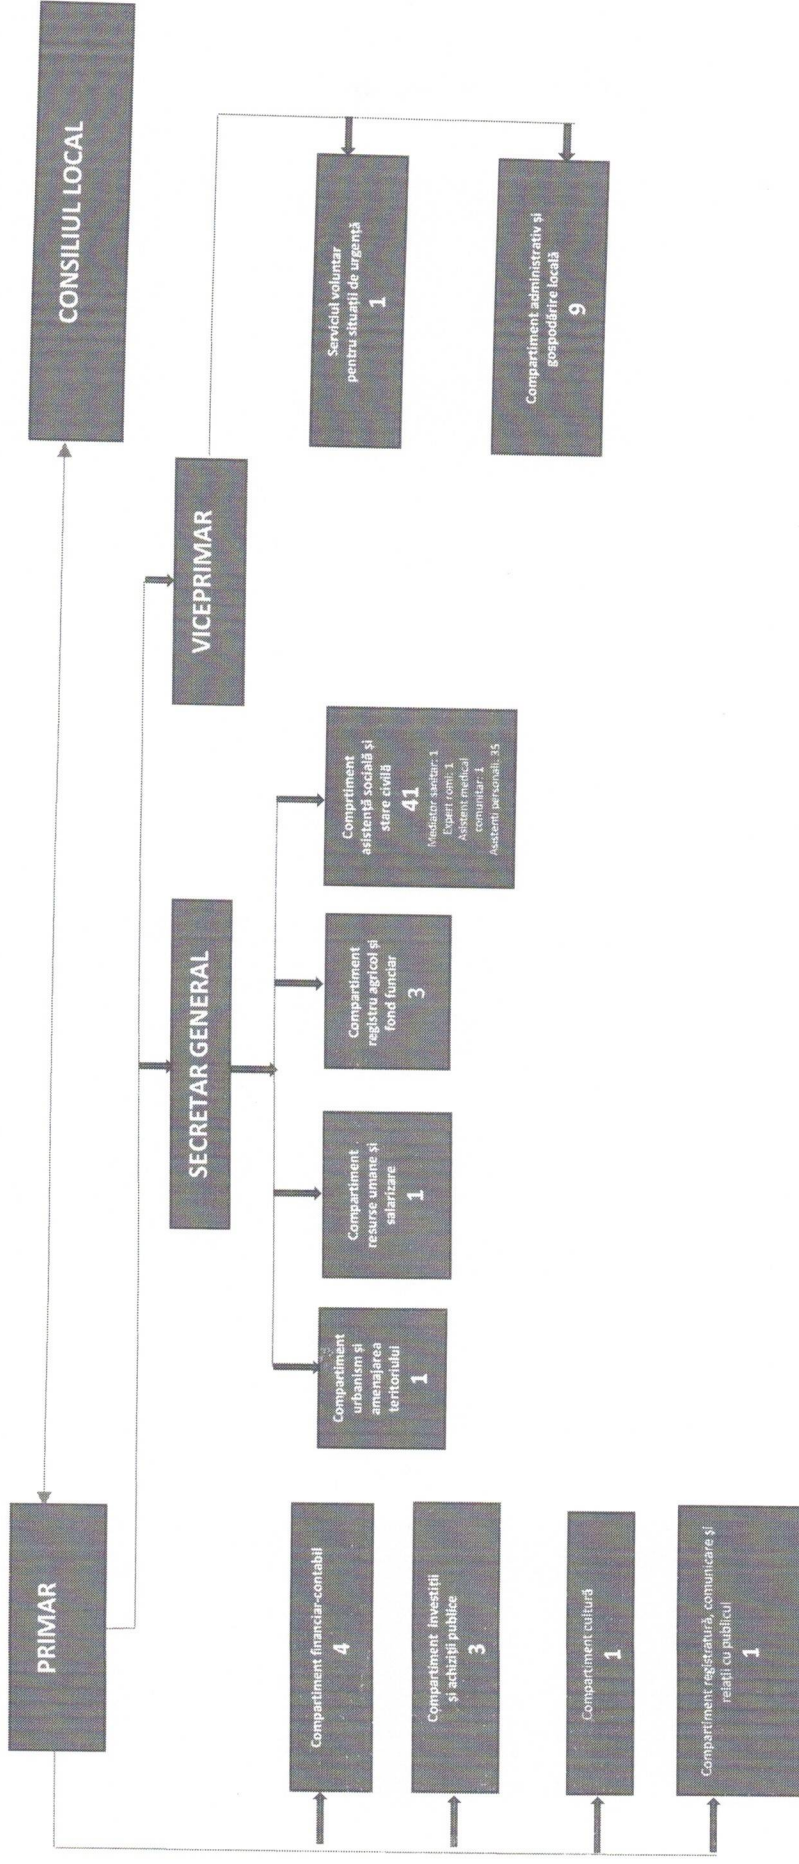 PRIMAR
CONSILIUL LOCAL
SECRETAR GENERAL
VICEPRIMAR
Compartiment financiar-contabil
4
Compartiment investiții
și achiziții publice
3
Compartiment cultură
1
Compartiment registratură, comunicare și
relații cu publicul
1
Compartiment
urbanism și
amenajarea
teritoriului
1
Compartiment
resurse umane și
salarizare
1
Compartiment
registru agricol și
fond funciar
3
Comprtiment
asistență socială și
stare civilă
41
Mediator sanitar: 1
Expert romi: 1
Asistent medical
comunitar: 1
Asistenti personali: 35
Serviciul voluntar
pentru situații de urgență
1
Compartiment administrativ și
gospodărire locală
9